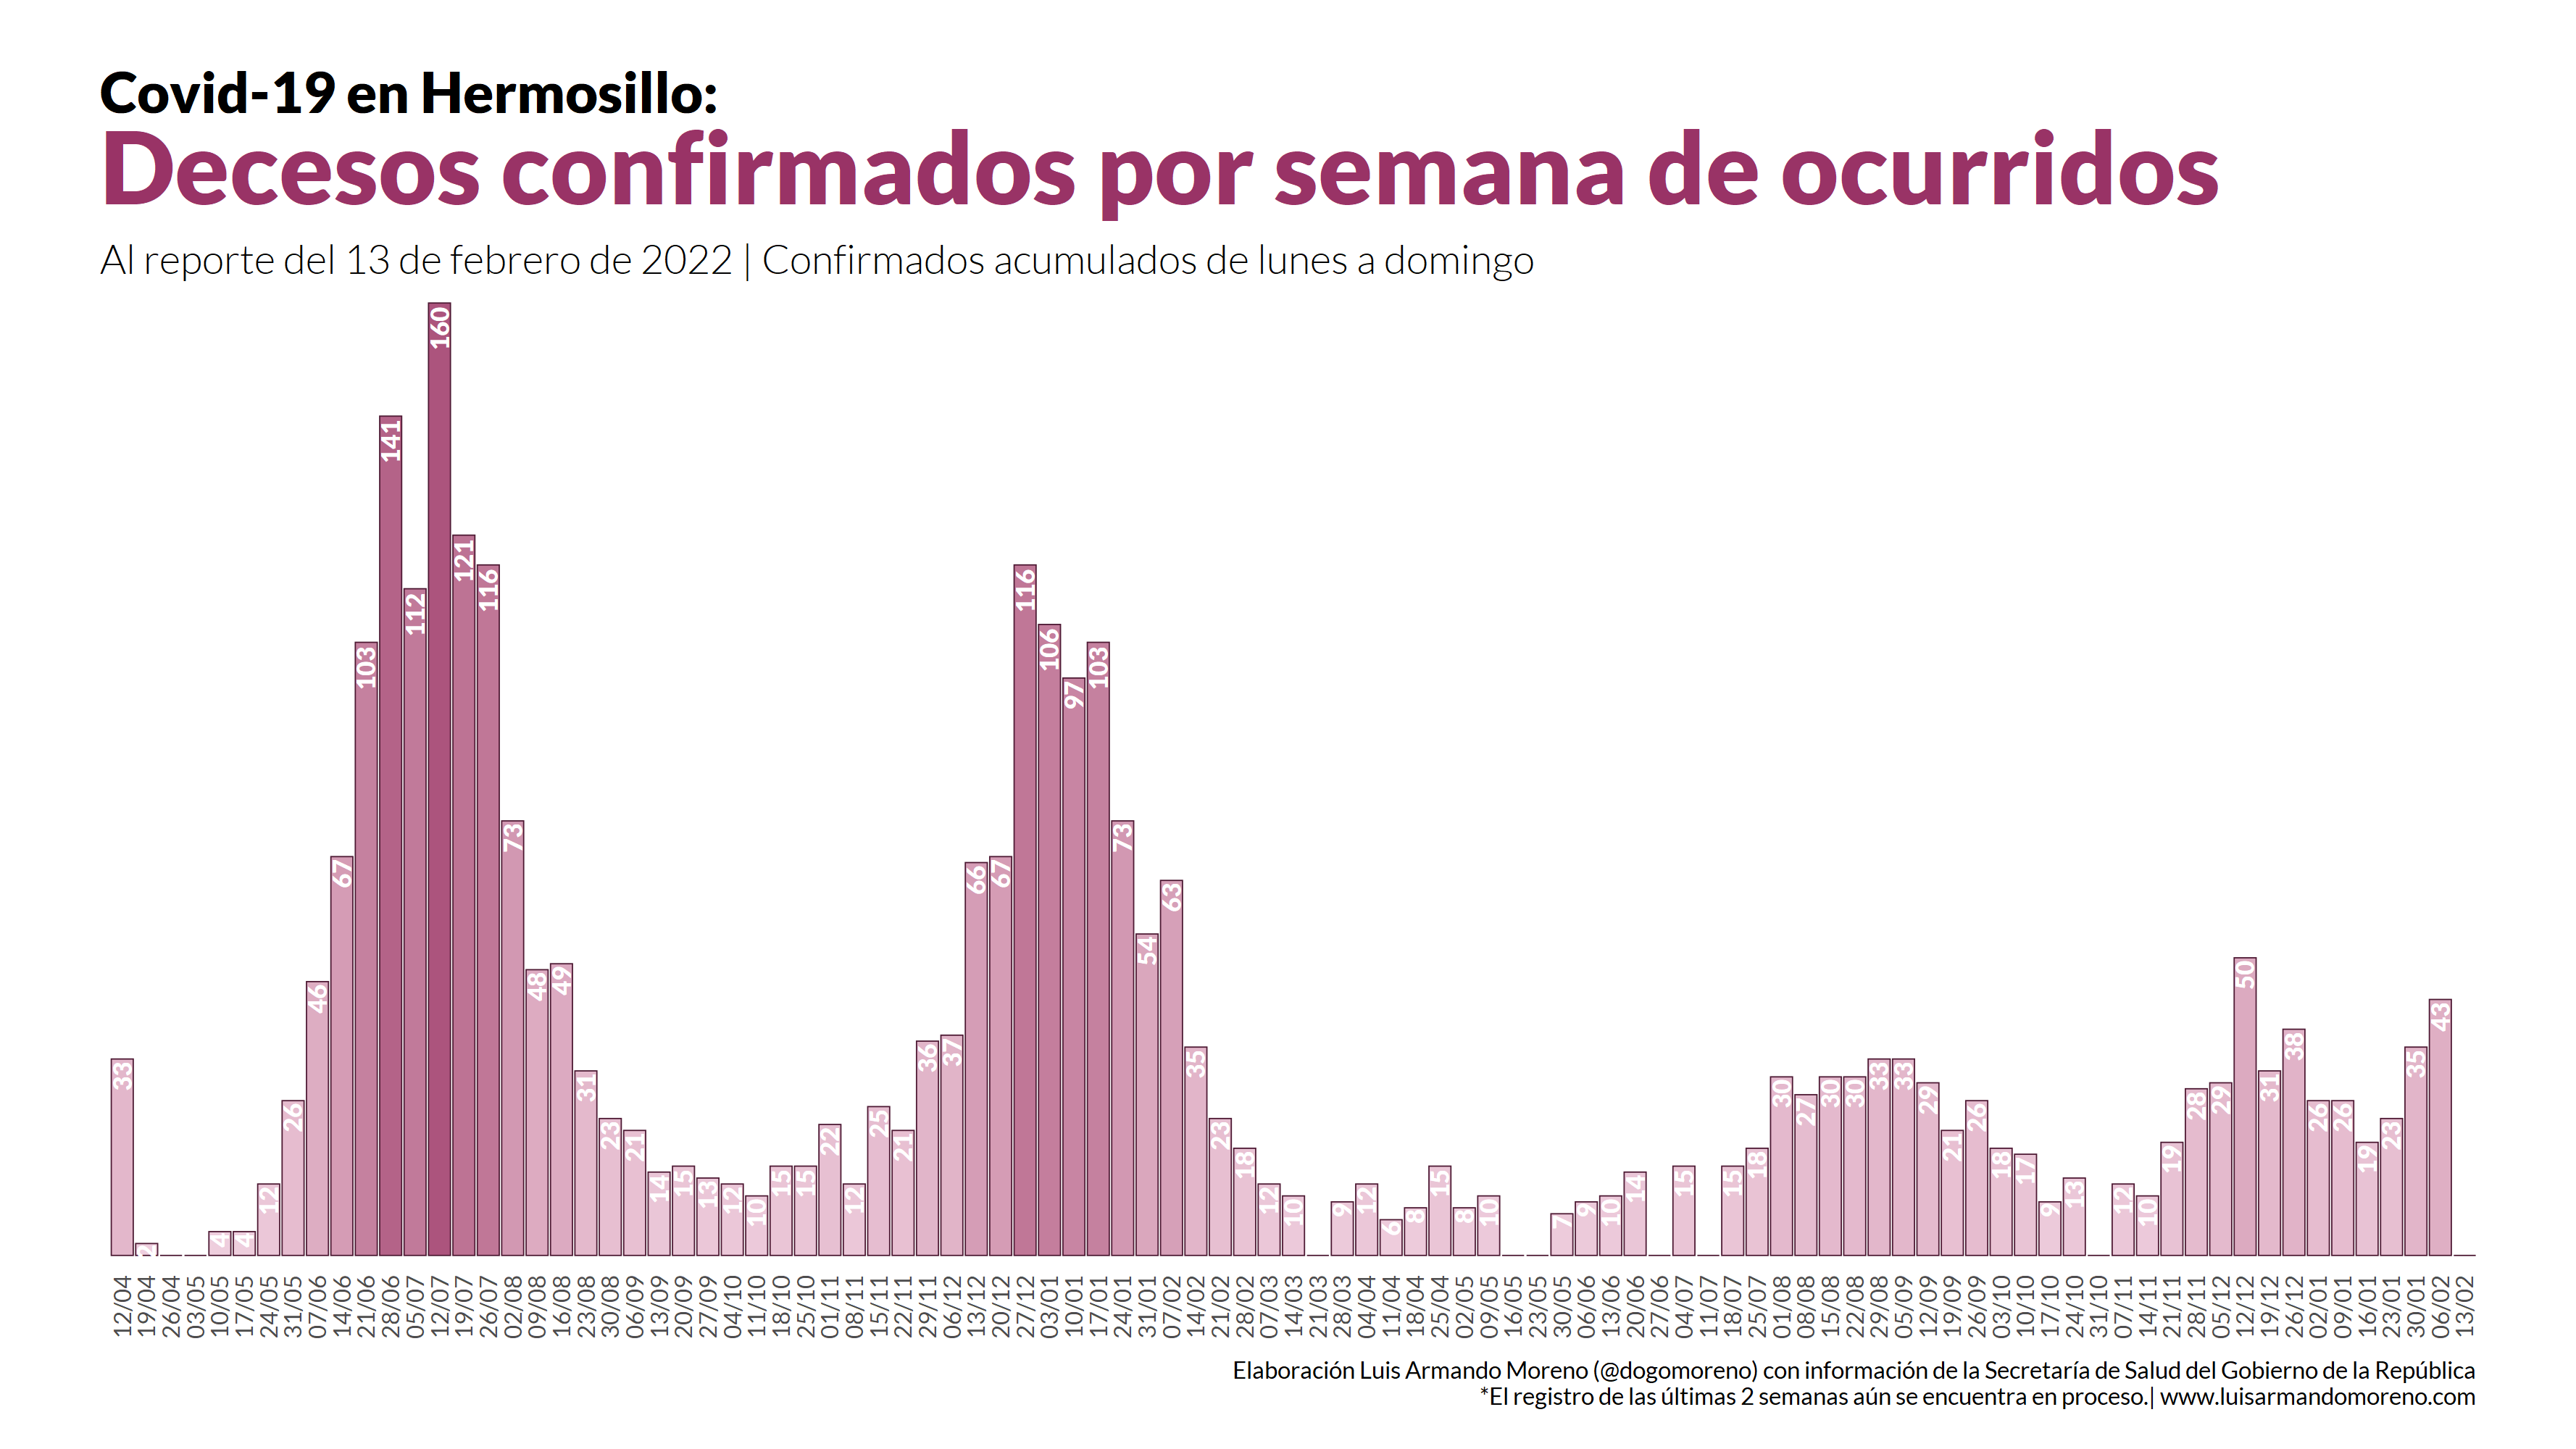 Covid-19 en Hermosillo:
Decesos confirmados por semana de ocurridos
Al reporte del 13 de febrero de 2022 | Confirmados acumulados de lunes a domingo
33 2 4 4 12 26 46 67 103 141 112 160 121 116 73 48 49 31 23 21 14 15 13 12 10 15 15 22 12 25 21 36 37 66 67 116 106 97 103 73 54 63 35 23 18 12 10 9 12 6 8 15 8 10 7 9 10 14 15 15 18 30 27 30 30 33 33 29 21 26 18 17 9 13 12 10 19 28 29 50 31 38 26 26 19 23 35 43
12/04 19/04 26/04 03/05 10/05 17/05 24/05 31/05 07/06 14/06 21/06 28/06 05/07 12/07 19/07 26/07 02/08 09/08 16/08 23/08 30/08 06/09 13/09 20/09 27/09 04/10 11/10 18/10 25/10 01/11 08/11 15/11 22/11 29/11 06/12 13/12 20/12 27/12 03/01 10/01 17/01 24/01 31/01 07/02 14/02 21/02 28/02 07/03 14/03 21/03 28/03 04/04 11/04 18/04 25/04 02/05 09/05 16/05 23/05 30/05 06/06 13/06 20/06 27/06 04/07 11/07 18/07 25/07 01/08 08/08 15/08 22/08 29/08 05/09 12/09 19/09 26/09 03/10 10/10 17/10 24/10 31/10 07/11 14/11 21/11 28/11 05/12 12/12 19/12 26/12 02/01 09/01 16/01 23/01 30/01 06/02 13/02
Elaboración Luis Armando Moreno (@dogomoreno) con información de la Secretaría de Salud del Gobierno de la República
*El registro de las últimas 2 semanas aún se encuentra en proceso.| www.luisarmandomoreno.com